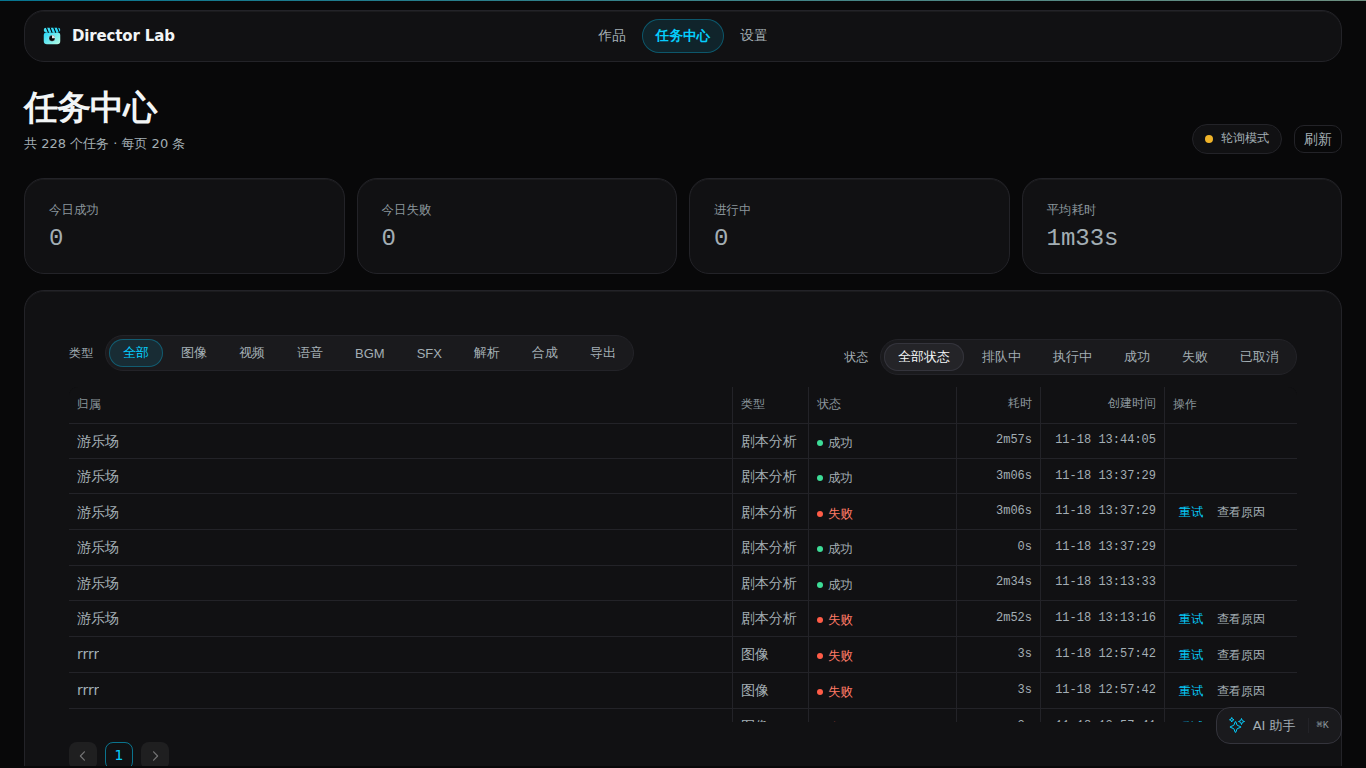 Director Lab
作品 任务中心 设置
任务中心
共 228 个任务 · 每页 20 条
轮询模式 刷新
今日成功 今日失败 进行中 平均耗时
0 0 0 1m33s
类型 全部 图像 视频 语音 BGM SFX 解析 合成 导出
状态 全部状态 排队中 执行中 成功 失败 已取消
归属 类型 状态 耗时 创建时间 操作
游乐场 剧本分析 成功 2m57s 11-18 13:44:05
游乐场 剧本分析 成功 3m06s 11-18 13:37:29
游乐场 剧本分析 失败 3m06s 11-18 13:37:29 重试 查看原因
游乐场 剧本分析 成功 0s 11-18 13:37:29
游乐场 剧本分析 成功 2m34s 11-18 13:13:33
游乐场 剧本分析 失败 2m52s 11-18 13:13:16 重试 查看原因
rrrr 图像 失败 3s 11-18 12:57:42 重试 查看原因
rrrr 图像 失败 3s 11-18 12:57:42 重试 查看原因
AI 助手 ⌘K
1